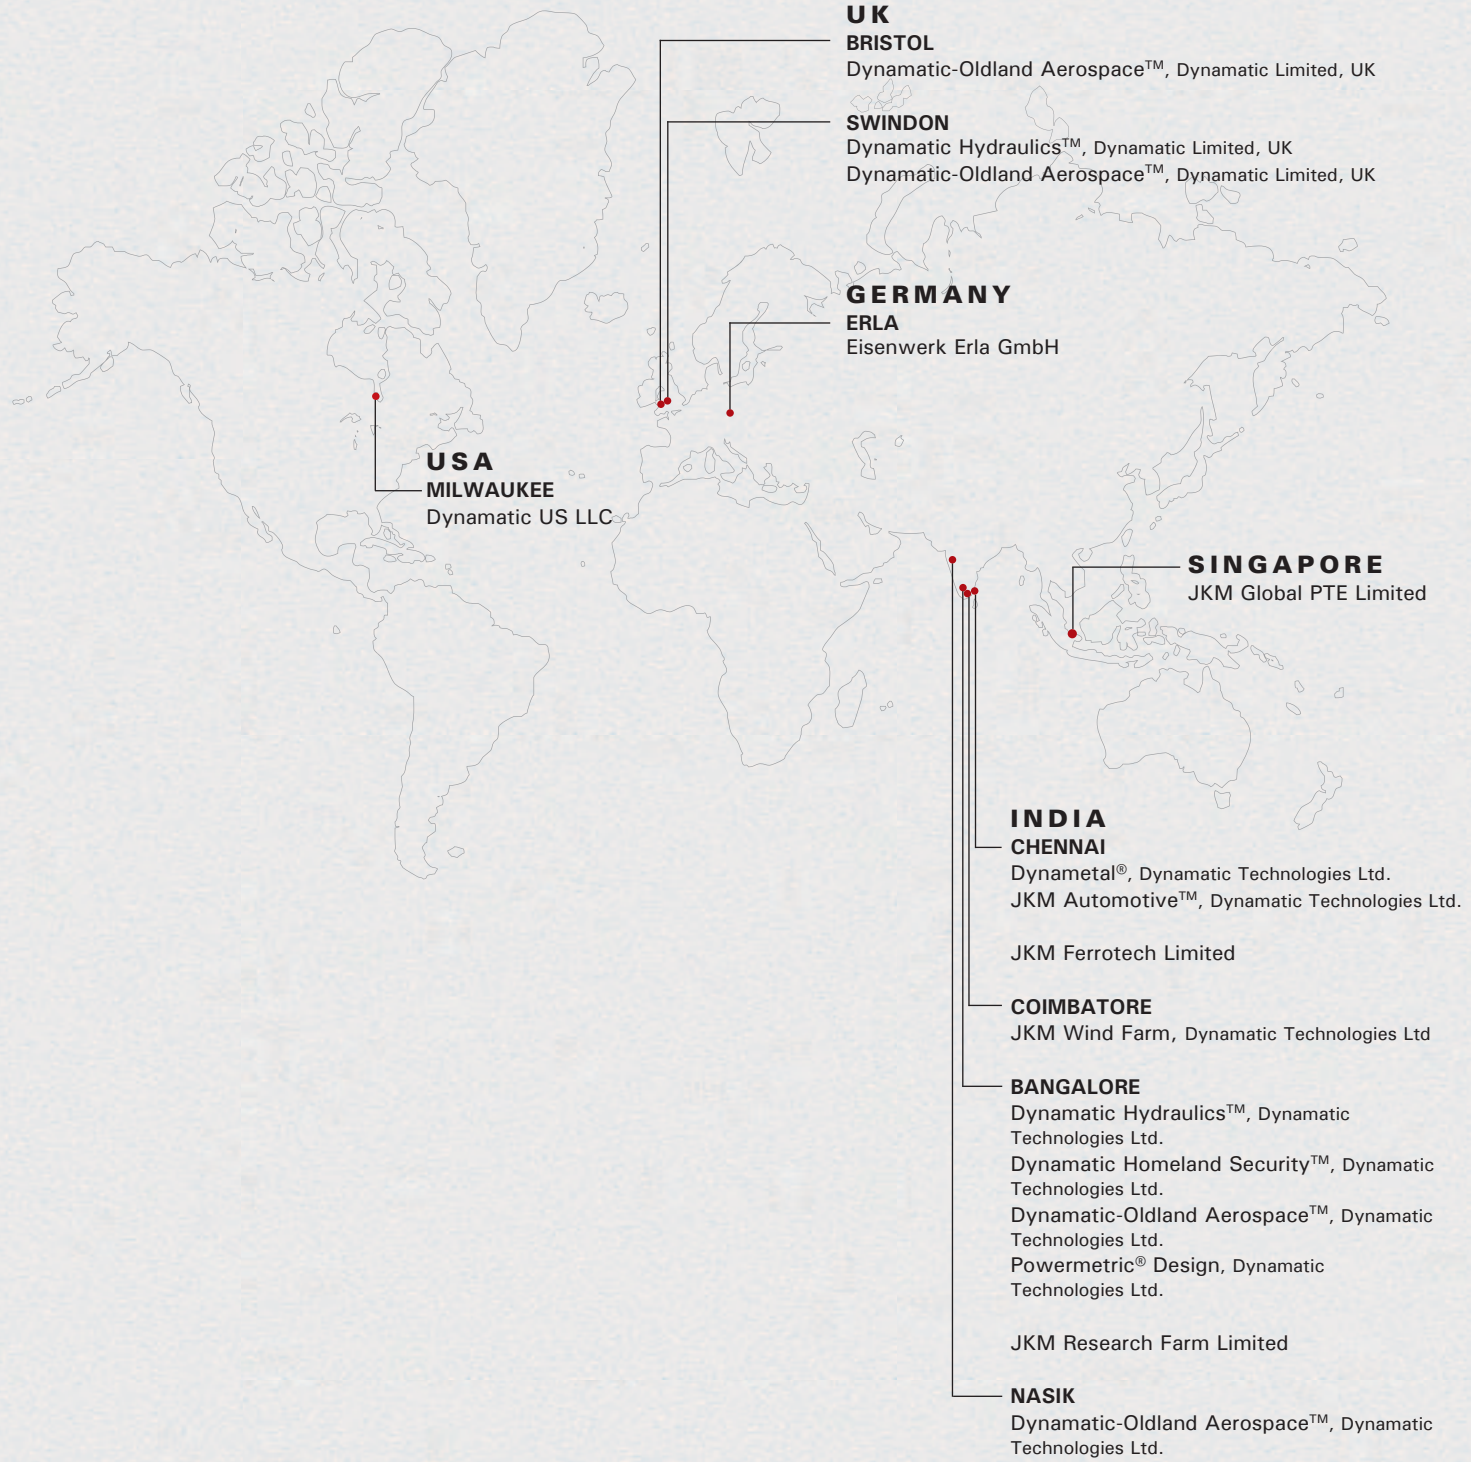 UK
BRISTOL
Dynamatic-Oldland Aerospace™, Dynamatic Limited, UK
SWINDON
Dynamatic Hydraulics™, Dynamatic Limited, UK
Dynamatic-Oldland Aerospace™, Dynamatic Limited, UK
GERMANY
ERLA
Eisenwerk Erla GmbH
USA
MILWAUKEE
Dynamatic US LLC
SINGAPORE
JKM Global PTE Limited
INDIA
CHENNAI
Dynametal®, Dynamatic Technologies Ltd.
JKM Automotive™, Dynamatic Technologies Ltd.
JKM Ferrotech Limited
COIMBATORE
JKM Wind Farm, Dynamatic Technologies Ltd
BANGALORE
Dynamatic Hydraulics™, Dynamatic
Technologies Ltd.
Dynamatic Homeland Security™, Dynamatic
Technologies Ltd.
Dynamatic-Oldland Aerospace™, Dynamatic
Technologies Ltd.
Powermetric® Design, Dynamatic
Technologies Ltd.
JKM Research Farm Limited
NASIK
Dynamatic-Oldland Aerospace™, Dynamatic
Technologies Ltd.